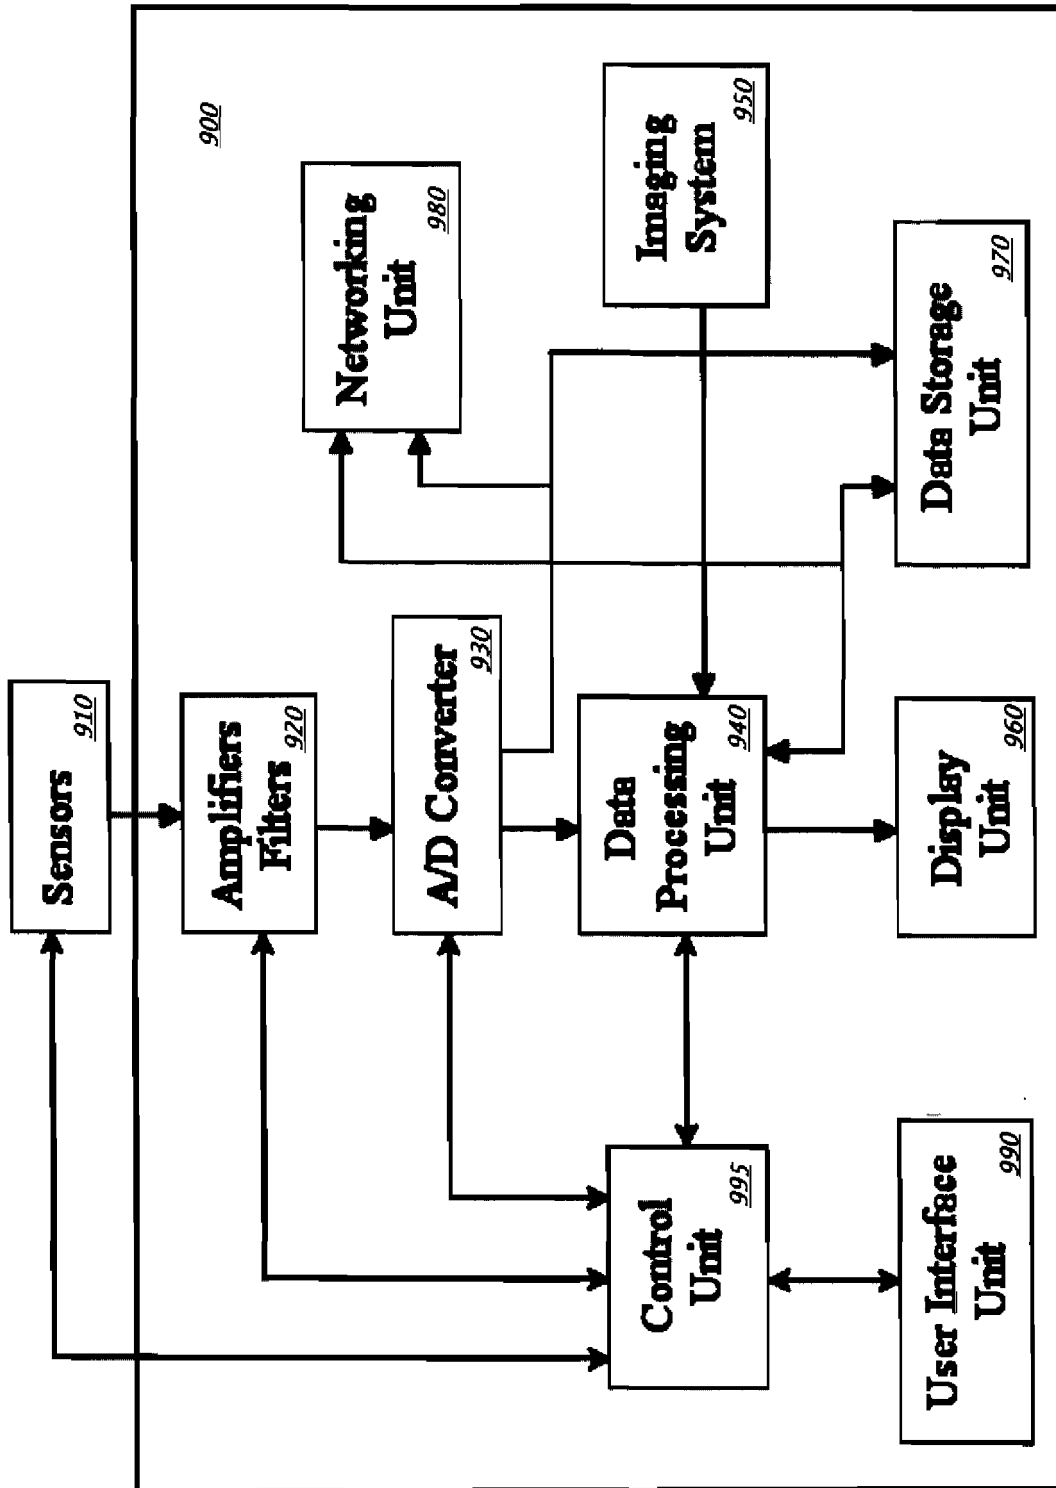 900
Sensors
910
Amplifiers
Filters
920
A/D Converter
930
Data
Processing
Unit
940
Display
Unit
960
Networking
Unit
980
Imaging
System
950
Data Storage
Unit
970
Control
Unit
995
User Interface
Unit
990